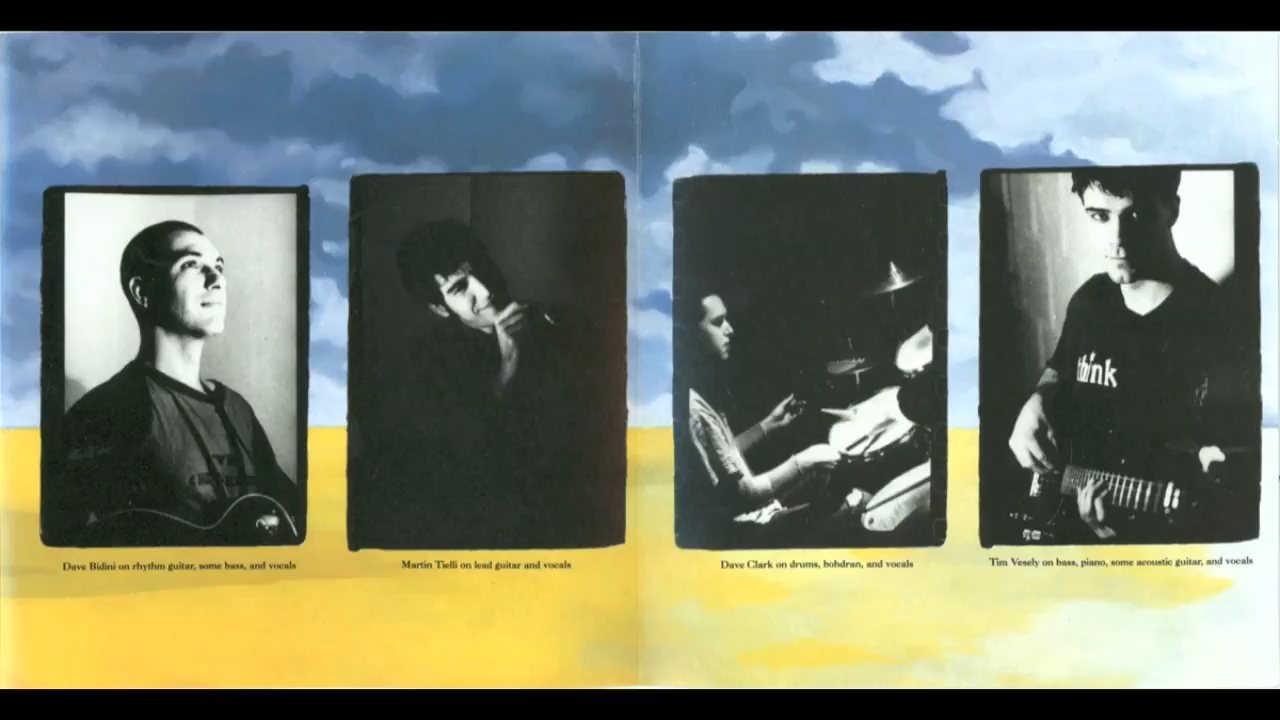 Dave Bidini on rhythm guitar, some bass, and vocals
Martin Tielli on lead guitar and vocals
Dave Clark on drums, bohdran, and vocals
Tim Vesely on bass, piano, some acoustic guitar, and vocals
think